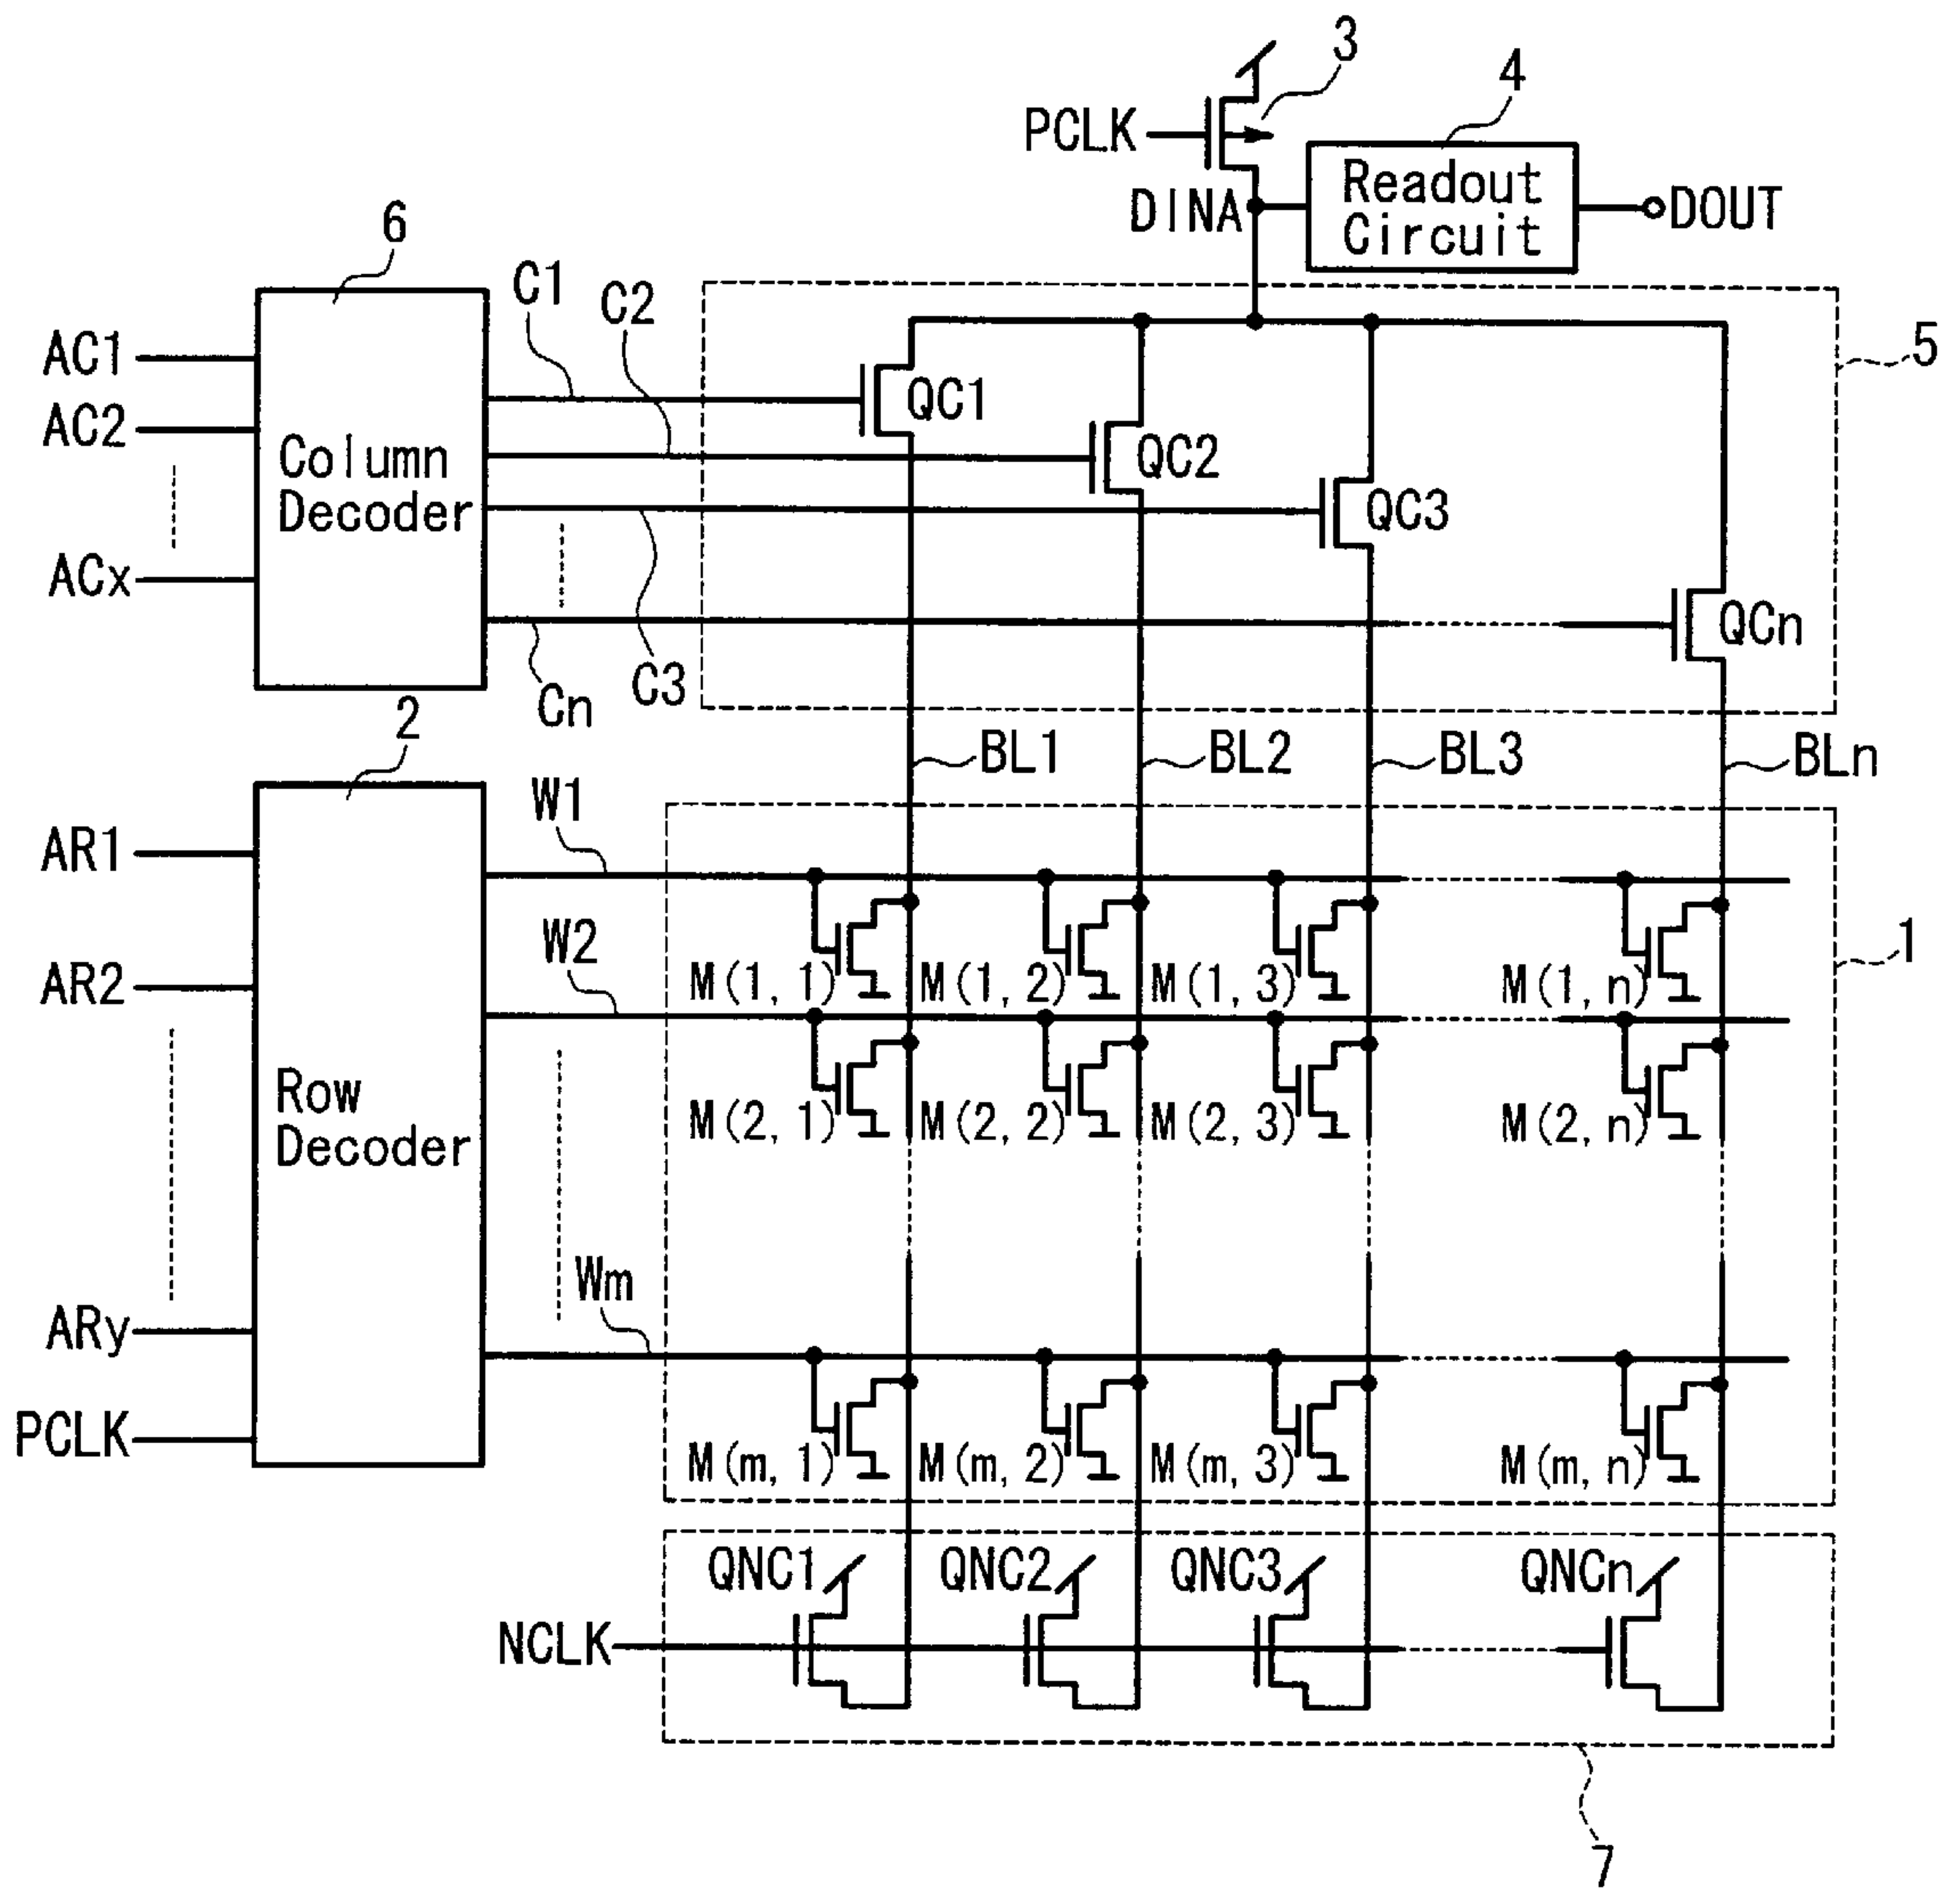 3
4
PCLK
Readout
Circuit
DINA
DOUT
6
C1
C2
5
AC1
QC1
AC2
Column
Decoder
QC2
QC3
ACx
QCn
C3
Cn
2
BL1
BL2
BL3
BLn
W1
AR1
1
W2
AR2
M(1, 1)
M(1, 2)
M(1, 3)
M(1, n)
Row
Decoder
M(2, 1)
M(2, 2)
M(2, 3)
M(2, n)
Wm
ARy
PCLK
M(m, 1)
M(m, 2)
M(m, 3)
M(m, n)
QNC1
QNC2
QNC3
QNCn
NCLK
7